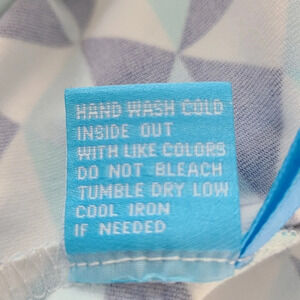 HAND WASH COLD
INSIDE OUT
WITH LIKE COLORS
DO NOT BLEACH
TUMBLE DRY LOW
COOL IRON
IF NEEDED